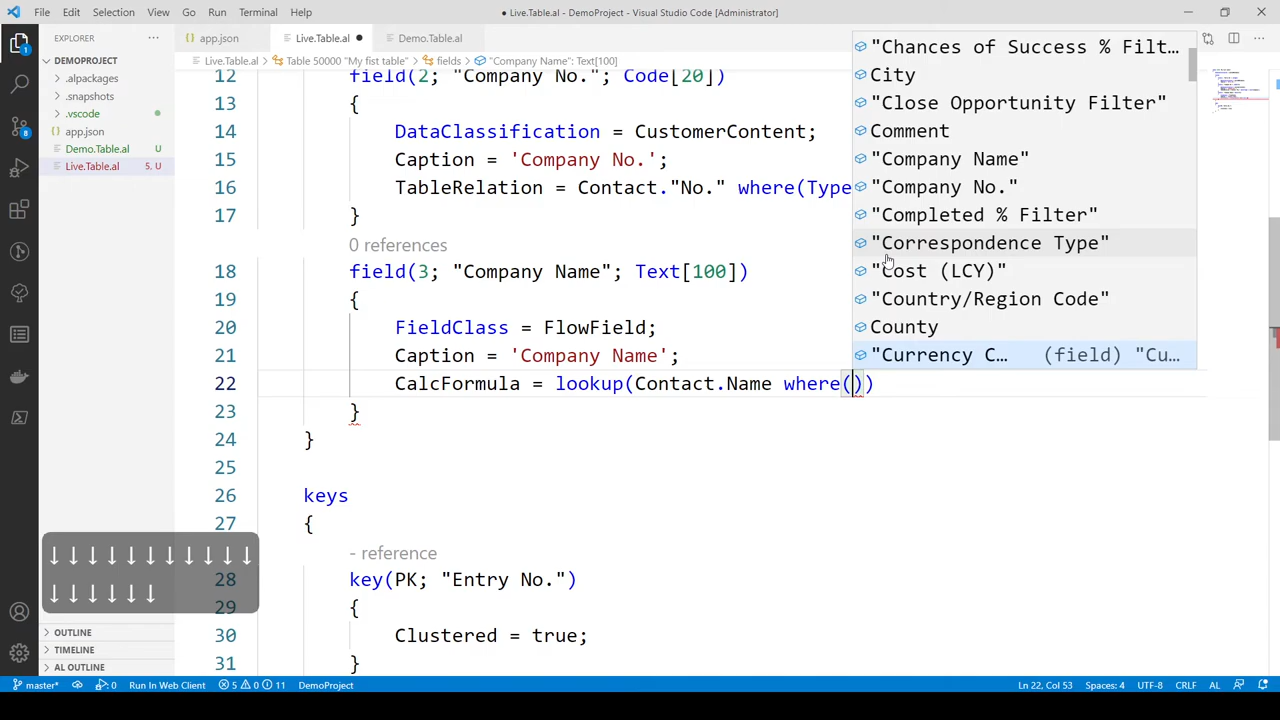 File Edit Selection View Go Run Terminal Help
● Live.Table.al - DemoProject - Visual Studio Code [Administrator]
EXPLORER
DEMOPROJECT
.alpackages
.snapshots
.vscode
app.json
Demo.Table.al U
Live.Table.al 5, U
OUTLINE
TIMELINE
AL OUTLINE
1
8
app.json
Live.Table.al ●
Demo.Table.al
Live.Table.al > Table 50000 "My fist table" > fields > "Company Name": Text[100]
12 field(2; "Company No."; Code[20])
13 {
14 DataClassification = CustomerContent;
15 Caption = 'Company No.';
16 TableRelation = Contact."No." where(Type
17 }
0 references
18 field(3; "Company Name"; Text[100])
19 {
20 FieldClass = FlowField;
21 Caption = 'Company Name';
22 CalcFormula = lookup(Contact.Name where())
23 }
24 }
25
26 keys
27 {
- reference
28 key(PK; "Entry No.")
29 {
30 Clustered = true;
31 }
"Chances of Success % Filt…
City
"Close Opportunity Filter"
Comment
"Company Name"
"Company No."
"Completed % Filter"
"Correspondence Type"
"Cost (LCY)"
"Country/Region Code"
County
"Currency C… (field) "Cu…
↓ ↓ ↓ ↓ ↓ ↓ ↓ ↓ ↓ ↓ ↓
↓ ↓ ↓ ↓ ↓ ↓
master* 0 Run In Web Client 5 0 11 DemoProject
Ln 22, Col 53 Spaces: 4 UTF-8 CRLF AL